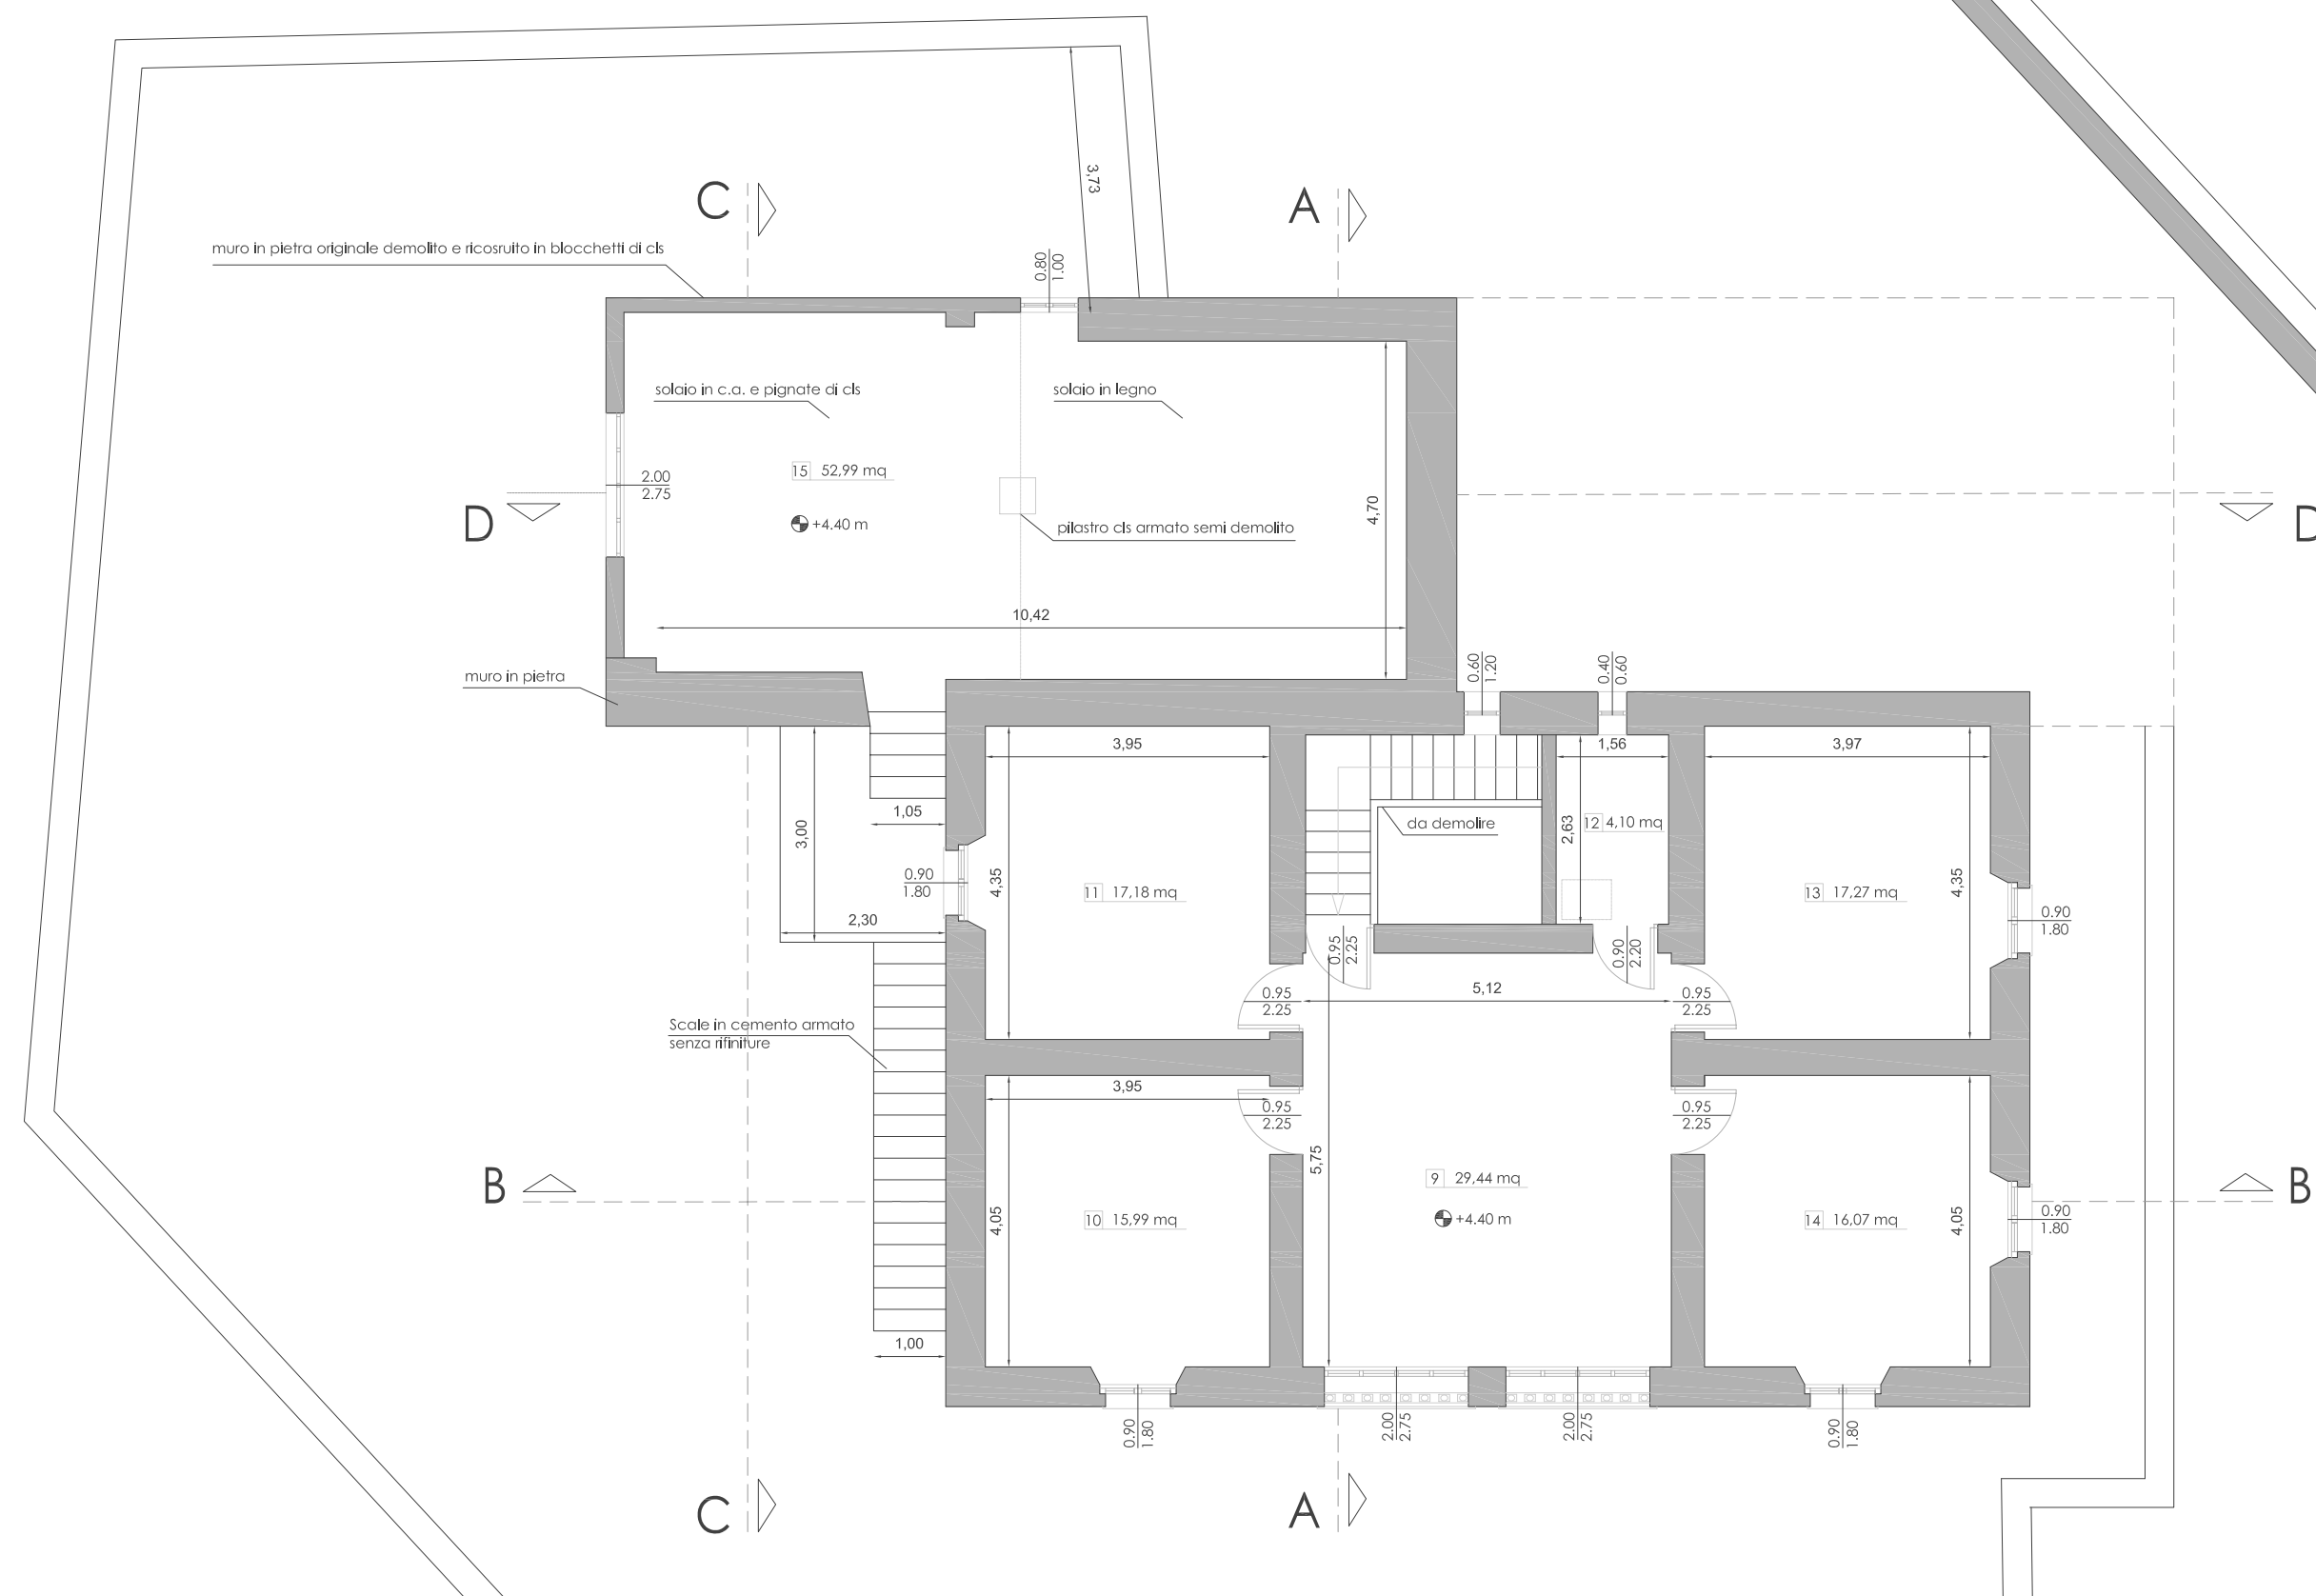 3,73
C
A
muro in pietra originale demolito e ricosruito in blocchetti di cls
0.80
1.00
solaio in c.a. e pignate di cls
solaio in legno
15 52,99 mq
2.00
2.75
D
+4.40 m
pilastro cls armato semi demolito
4,70
D
10,42
muro in pietra
0.60
1.20
0.40
0.60
3,95
1,56
3,97
1,05
3,00
da demolire
2,63
12 4,10 mq
0.90
1.80
4,35
11 17,18 mq
13 17,27 mq
4,35
2,30
0.90
1.80
0.95
2.25
0.90
2.20
5,12
0.95
2.25
0.95
2.25
Scale in cemento armato
senza rifiniture
3,95
0.95
2.25
0.95
2.25
5,75
B
9 29,44 mq
B
4,05
10 15,99 mq
+4.40 m
14 16,07 mq
4,05
0.90
1.80
1,00
0.90
1.80
2.00
2.75
2.00
2.75
0.90
1.80
C
A